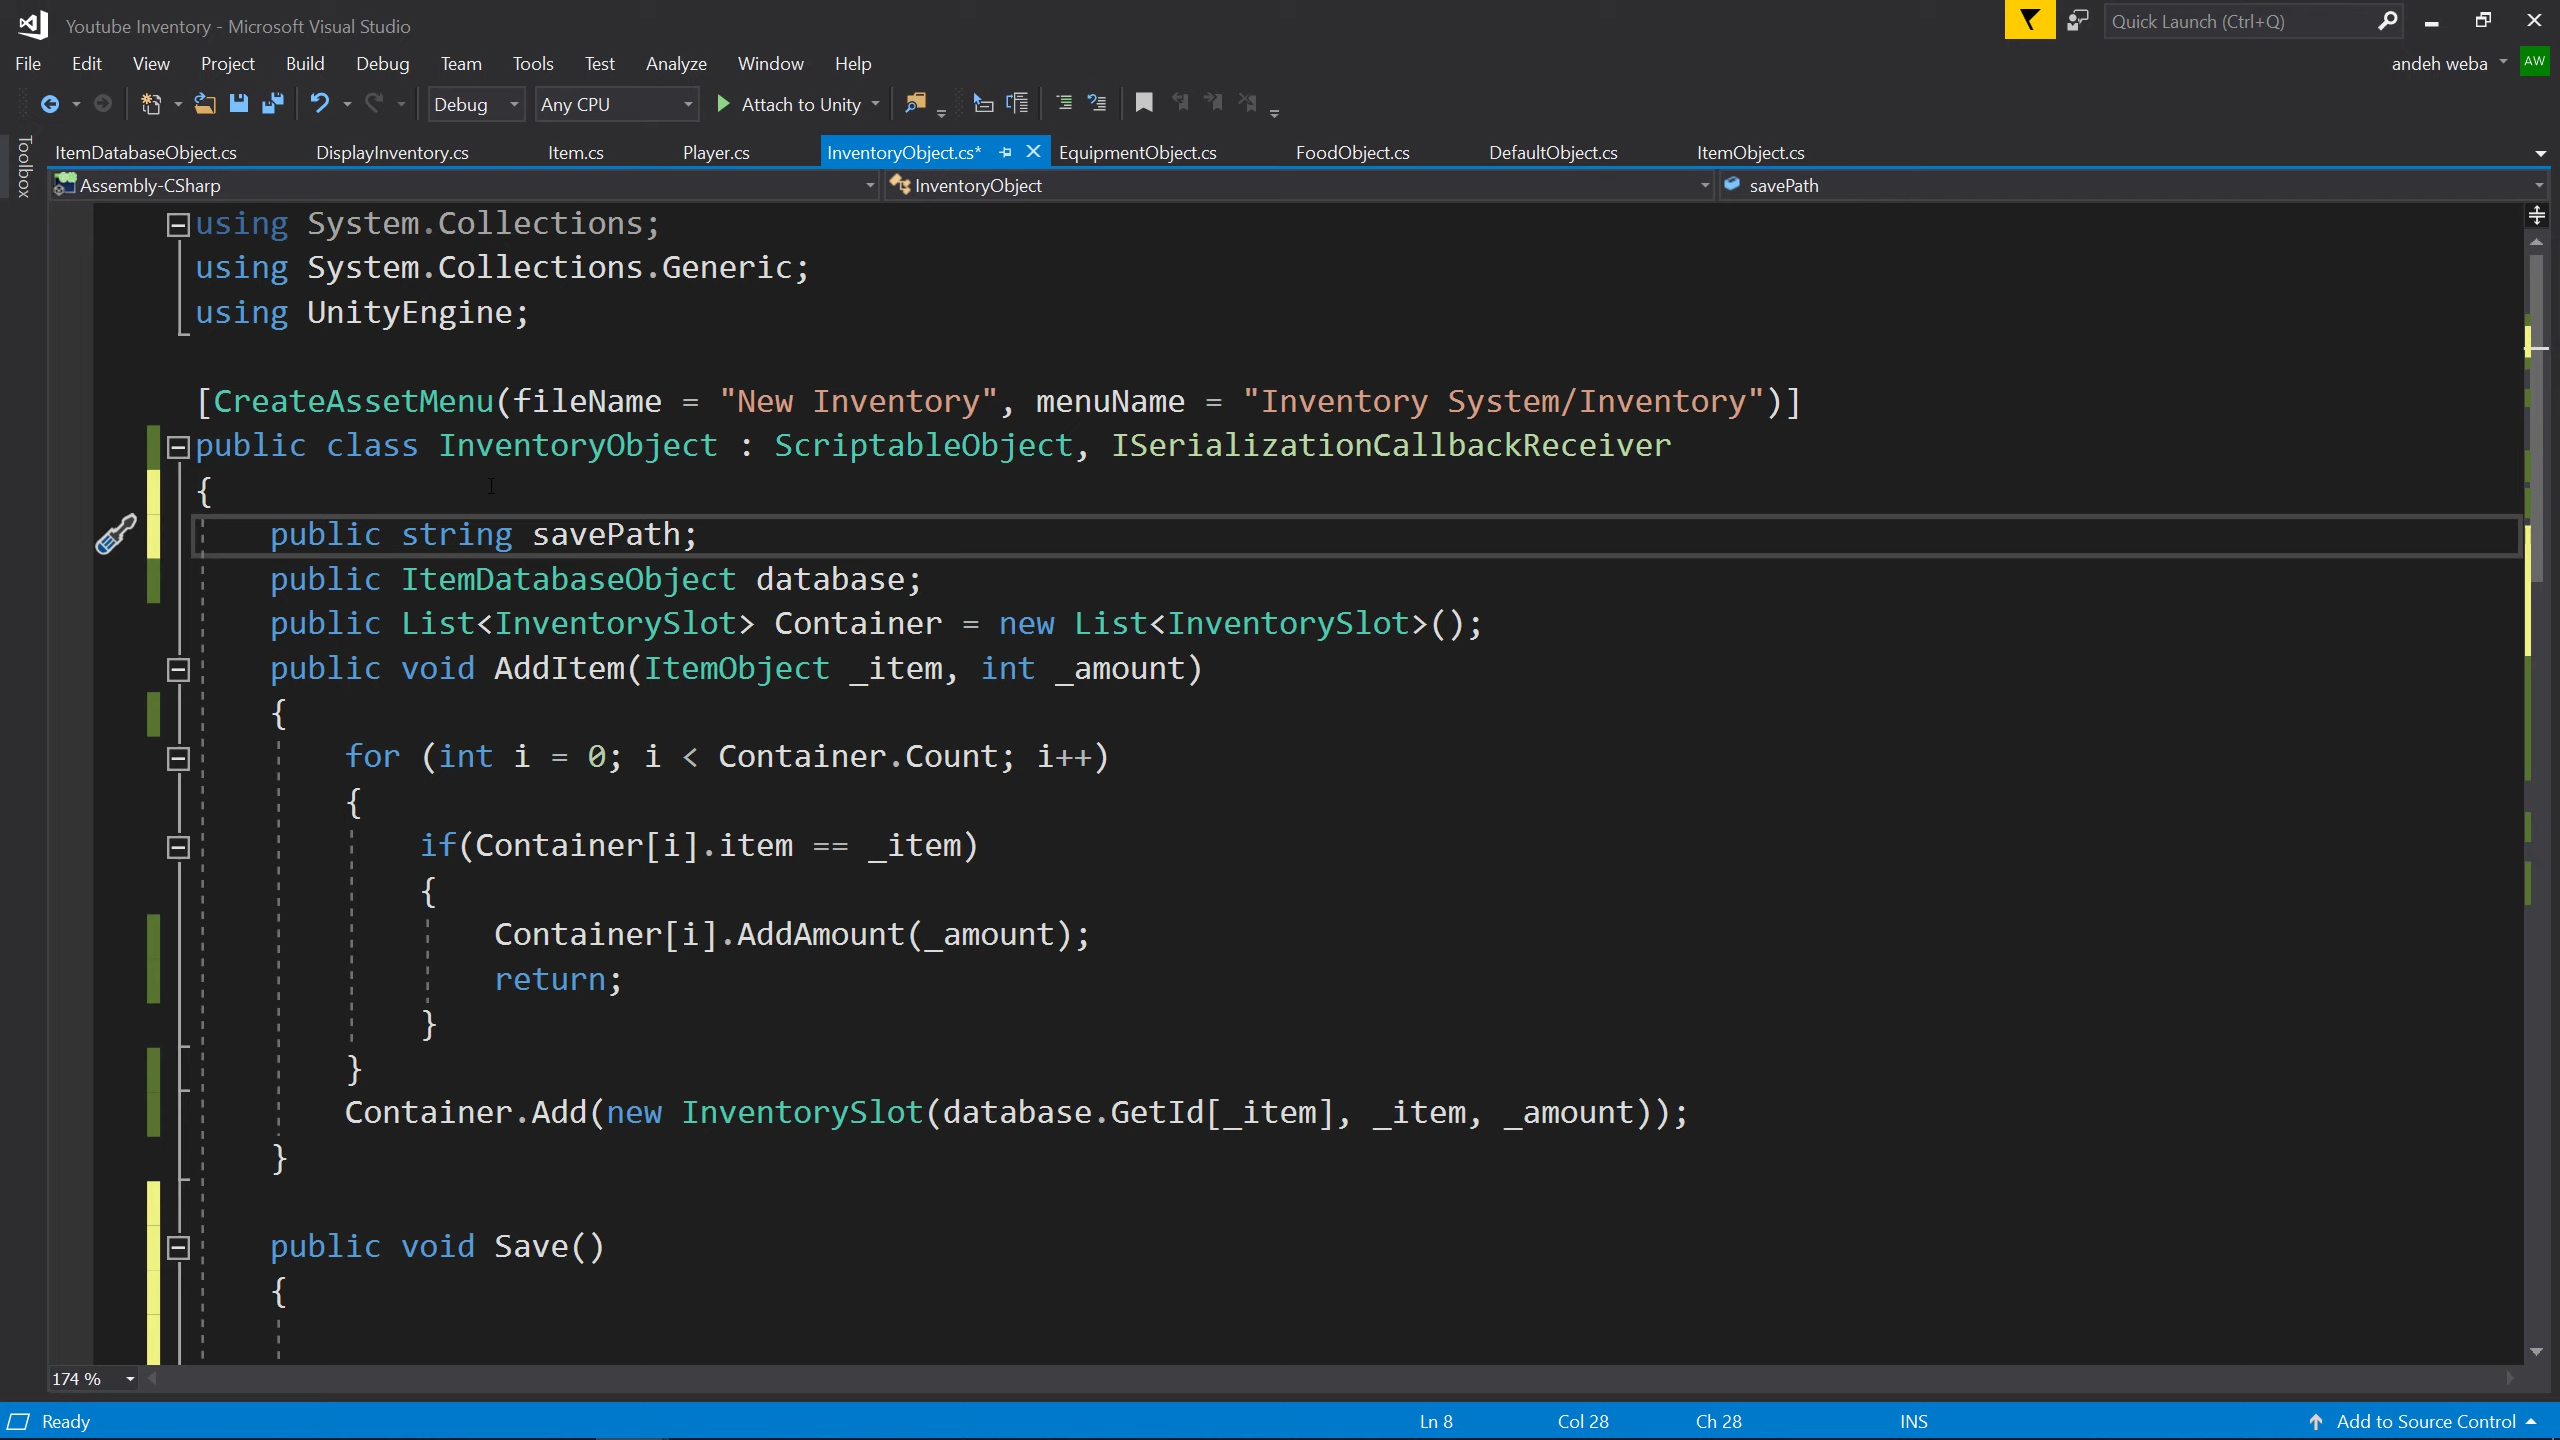 Youtube Inventory - Microsoft Visual Studio
Quick Launch (Ctrl+Q)
File Edit View Project Build Debug Team Tools Test Analyze Window Help
andeh weba AW
Debug Any CPU Attach to Unity
Toolbox
ItemDatabaseObject.cs DisplayInventory.cs Item.cs Player.cs InventoryObject.cs* EquipmentObject.cs FoodObject.cs DefaultObject.cs ItemObject.cs
Assembly-CSharp InventoryObject savePath
using System.Collections;
using System.Collections.Generic;
using UnityEngine;
[CreateAssetMenu(fileName = "New Inventory", menuName = "Inventory System/Inventory")]
public class InventoryObject : ScriptableObject, ISerializationCallbackReceiver
{
public string savePath;
public ItemDatabaseObject database;
public List<InventorySlot> Container = new List<InventorySlot>();
public void AddItem(ItemObject _item, int _amount)
{
for (int i = 0; i < Container.Count; i++)
{
if(Container[i].item == _item)
{
Container[i].AddAmount(_amount);
return;
}
}
Container.Add(new InventorySlot(database.GetId[_item], _item, _amount));
}
public void Save()
{
174 %
Ready Ln 8 Col 28 Ch 28 INS Add to Source Control